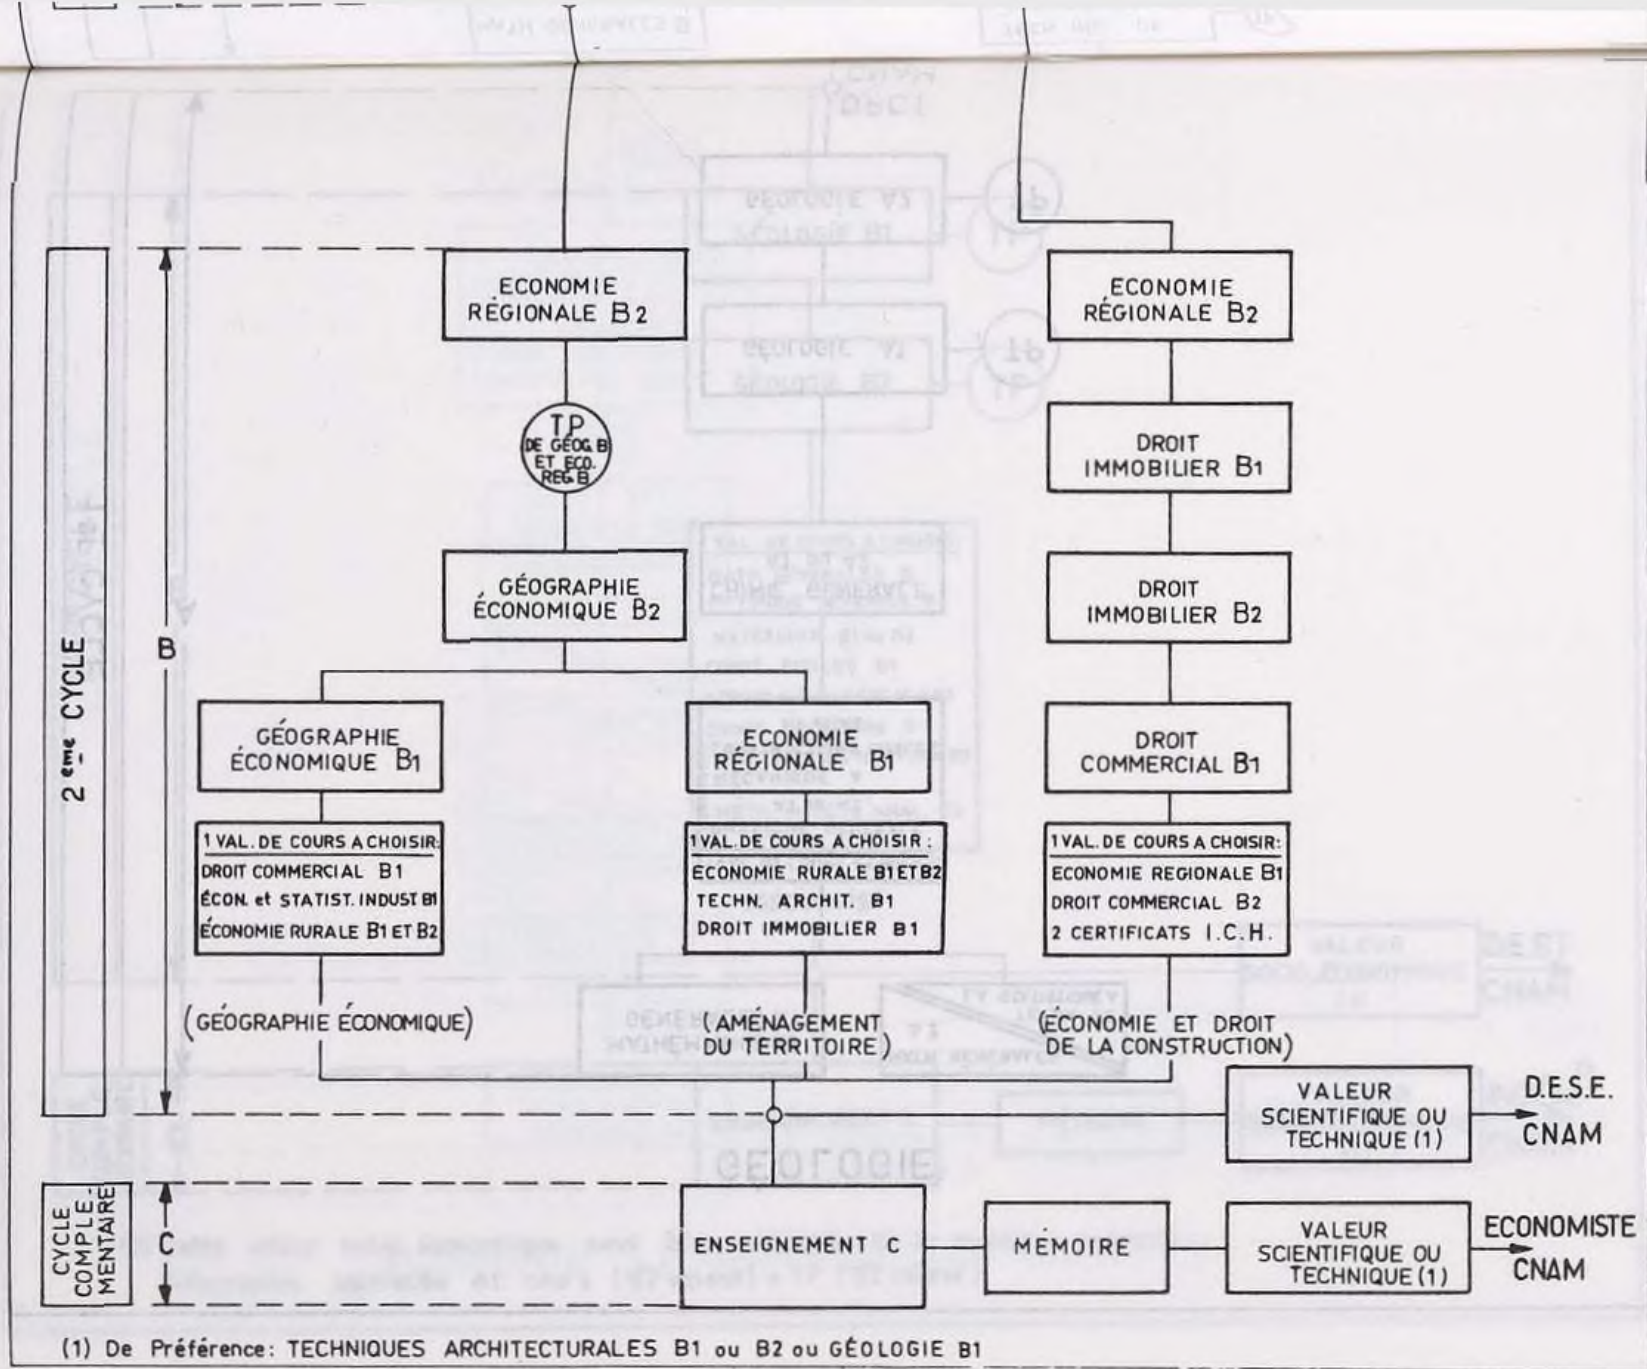 ECONOMIE
RÉGIONALE B2
ECONOMIE
RÉGIONALE B2
TP
DE GÉOG. B
ET ECO.
REG. B
DROIT
IMMOBILIER B1
GÉOGRAPHIE
ÉCONOMIQUE B2
DROIT
IMMOBILIER B2
2 eme CYCLE
B
GÉOGRAPHIE
ÉCONOMIQUE B1
ECONOMIE
RÉGIONALE B1
DROIT
COMMERCIAL B1
1 VAL. DE COURS A CHOISIR:
DROIT COMMERCIAL B1
ÉCON. et STATIST. INDUST B1
ÉCONOMIE RURALE B1 ET B2
1 VAL. DE COURS A CHOISIR :
ECONOMIE RURALE B1 ET B2
TECHN. ARCHIT. B1
DROIT IMMOBILIER B1
1 VAL. DE COURS A CHOISIR:
ECONOMIE REGIONALE B1
DROIT COMMERCIAL B2
2 CERTIFICATS I.C.H.
(GÉOGRAPHIE ÉCONOMIQUE)
(AMÉNAGEMENT
DU TERRITOIRE)
(ÉCONOMIE ET DROIT
DE LA CONSTRUCTION)
VALEUR
SCIENTIFIQUE OU
TECHNIQUE (1)
D.E.S.E.
CNAM
CYCLE
COMPLE-
MENTAIRE
C
ENSEIGNEMENT C
MÉMOIRE
VALEUR
SCIENTIFIQUE OU
TECHNIQUE (1)
ECONOMISTE
CNAM
(1) De Préférence: TECHNIQUES ARCHITECTURALES B1 ou B2 ou GÉOLOGIE B1